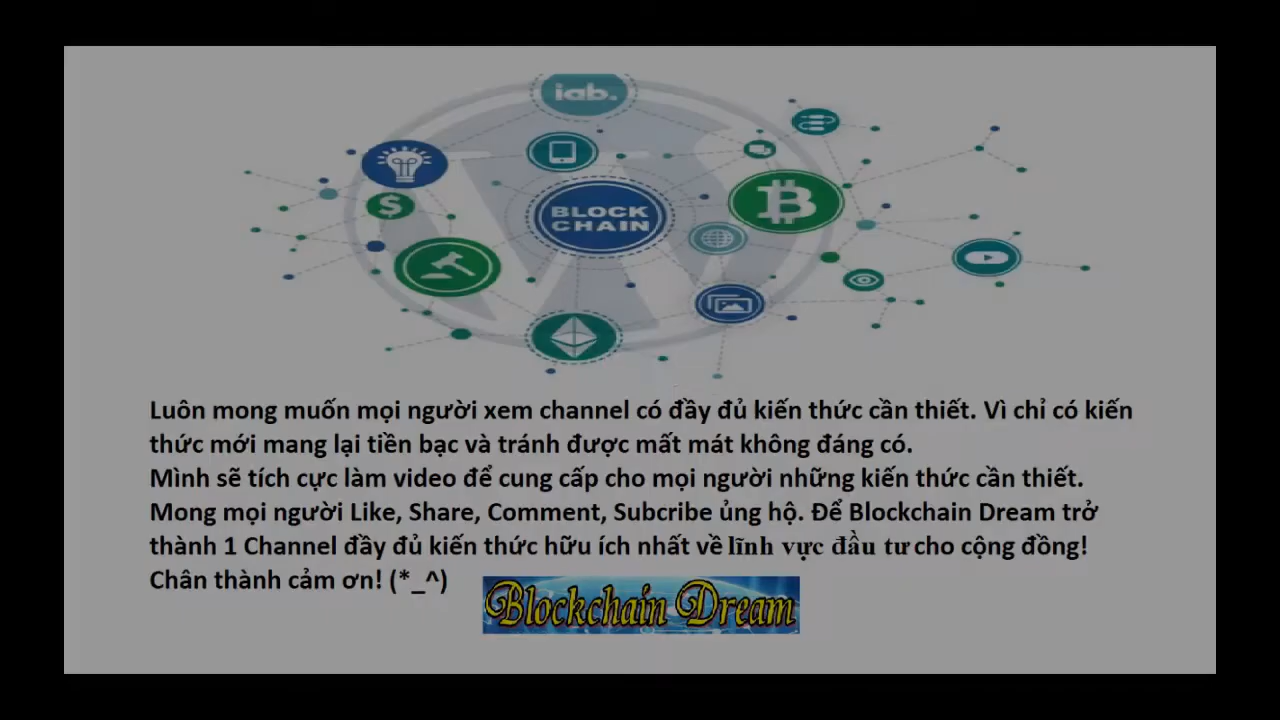 iab.
BLOCK
CHAIN
Luôn mong muốn mọi người xem channel có đầy đủ kiến thức cần thiết. Vì chỉ có kiến
thức mới mang lại tiền bạc và tránh được mất mát không đáng có.
Mình sẽ tích cực làm video để cung cấp cho mọi người những kiến thức cần thiết.
Mong mọi người Like, Share, Comment, Subcribe ủng hộ. Để Blockchain Dream trở
thành 1 Channel đầy đủ kiến thức hữu ích nhất về lĩnh vực đầu tư cho cộng đồng!
Chân thành cảm ơn! (*_^)
Blockchain Dream